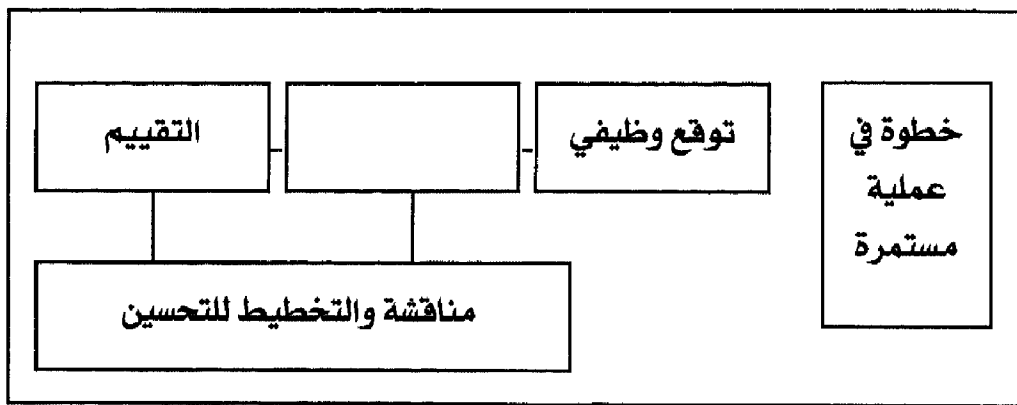 خطوة في
عملية
مستمرة
توقع وظيفي
التقييم
مناقشة والتخطيط للتحسين